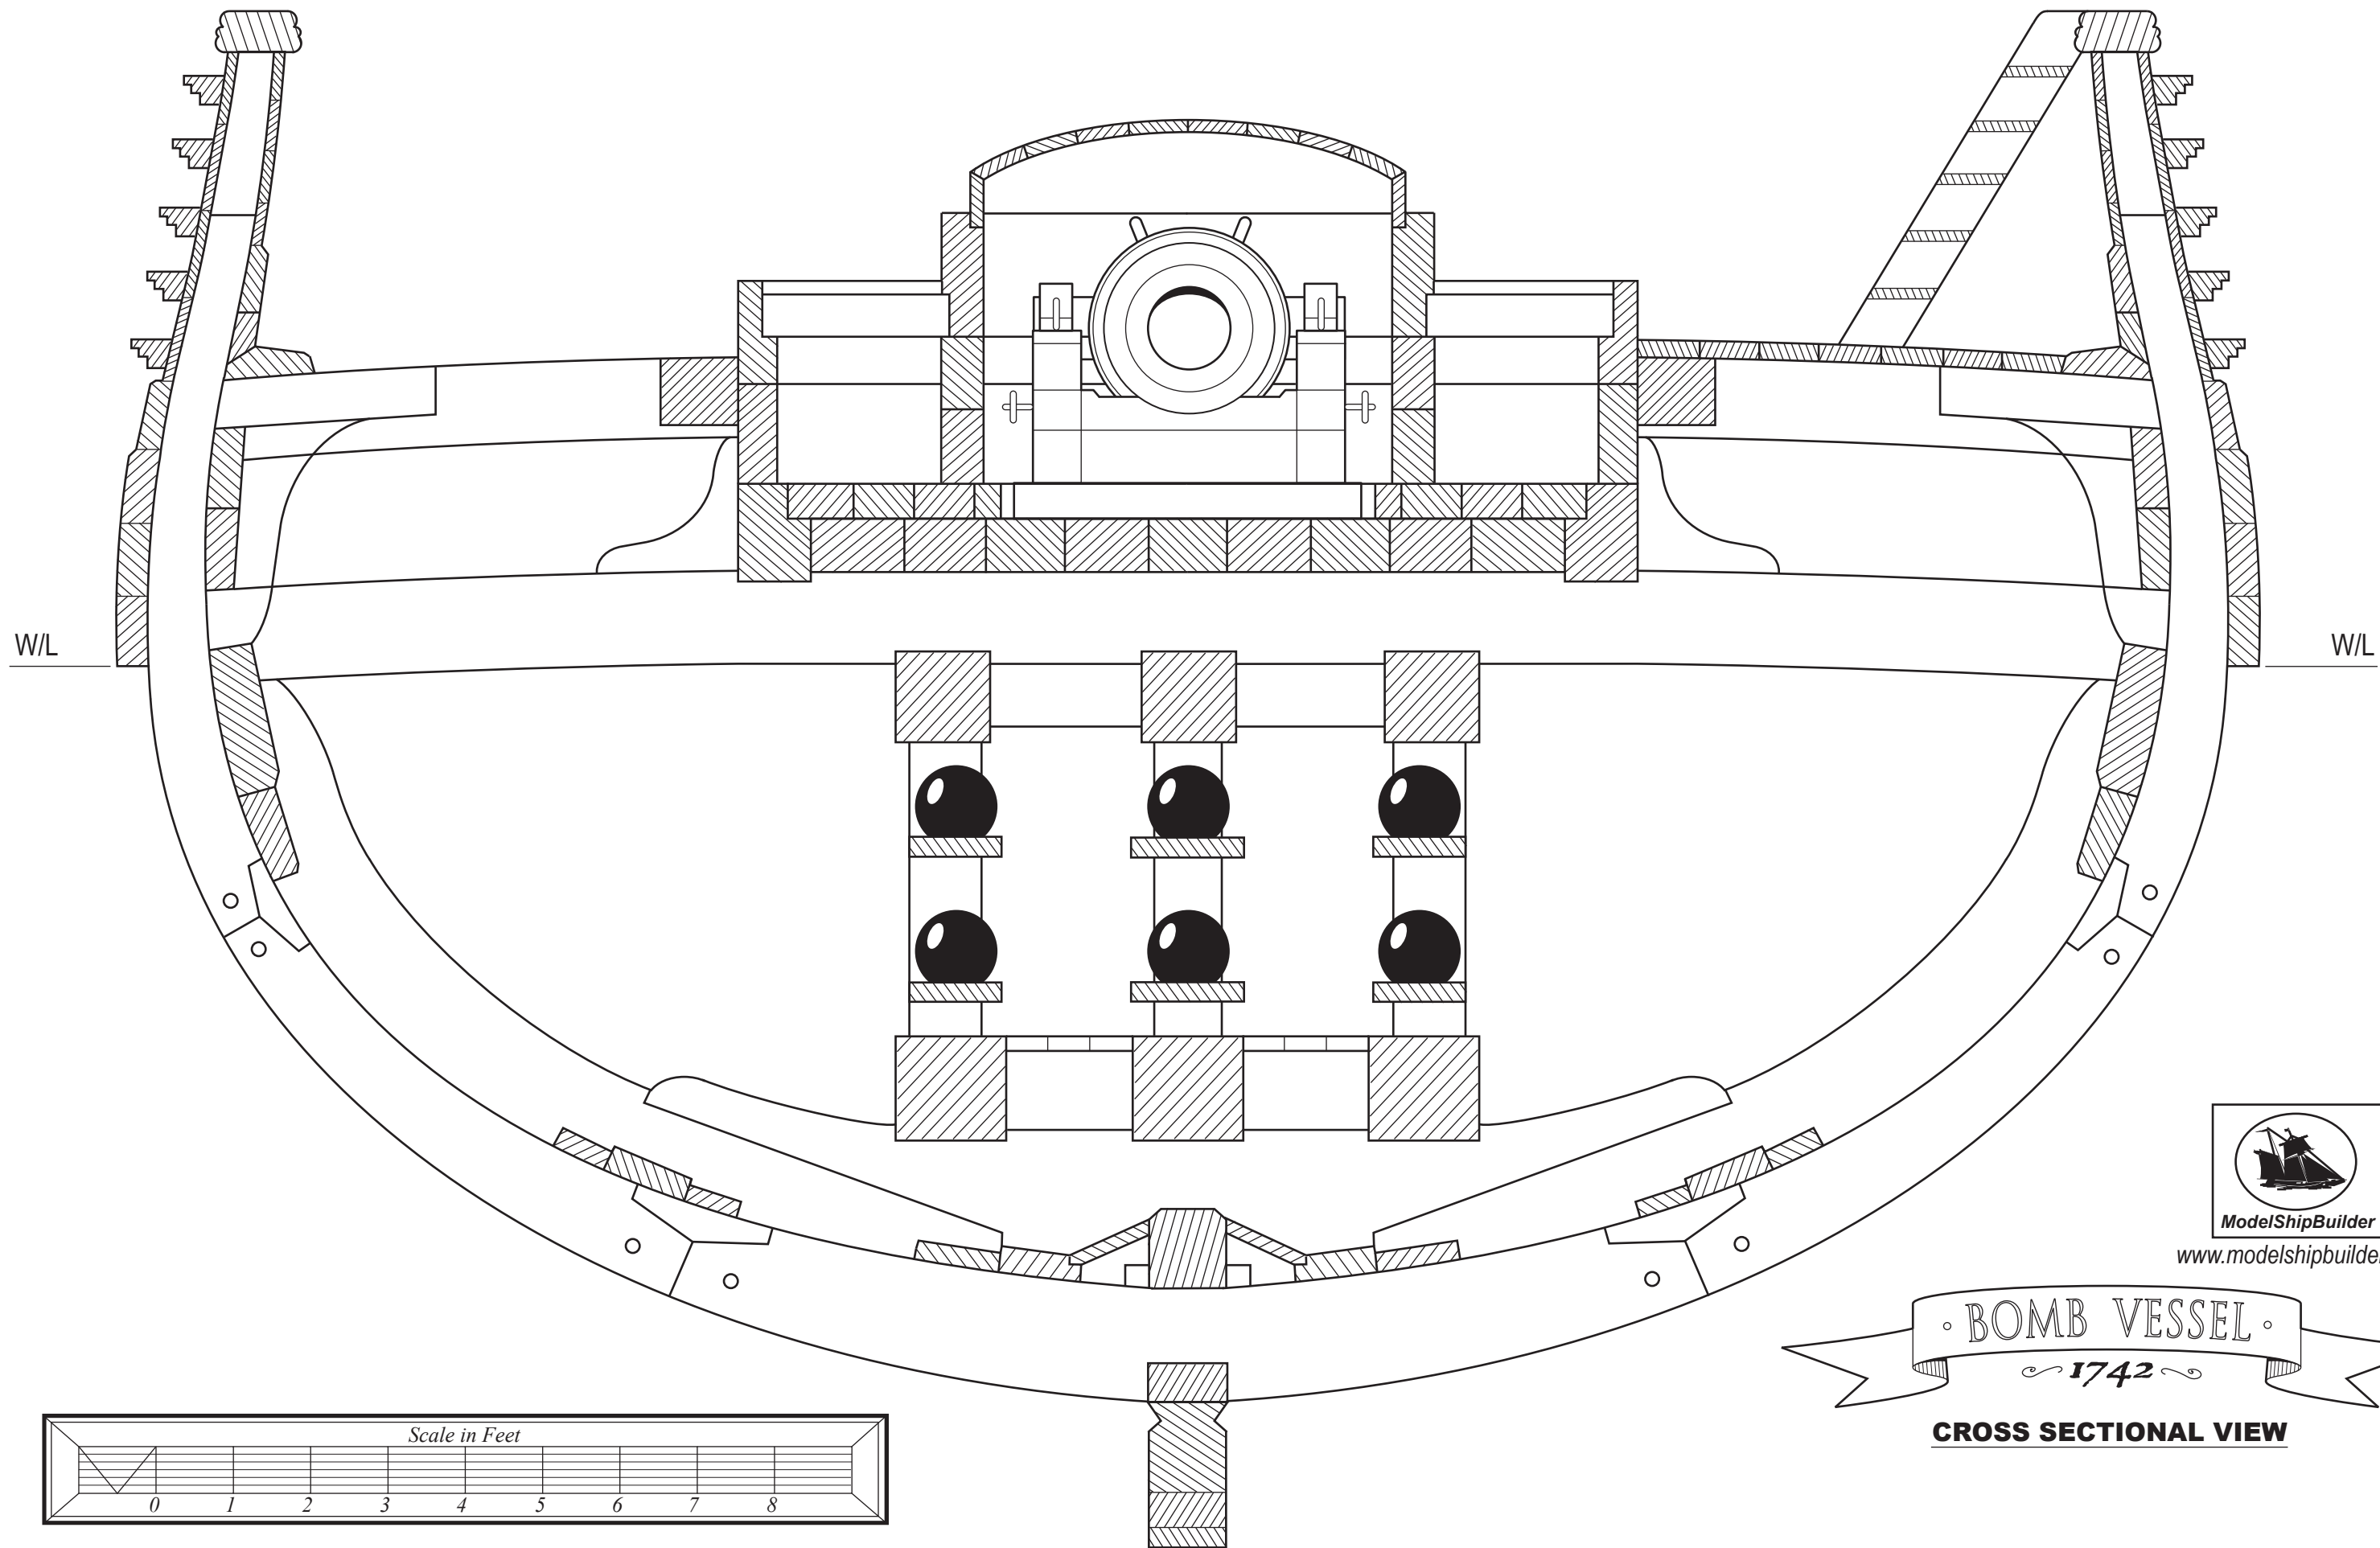 W/L
W/L
ModelShipBuilder
www.modelshipbuilde
BOMB VESSEL
1742
CROSS SECTIONAL VIEW
Scale in Feet
0 1 2 3 4 5 6 7 8